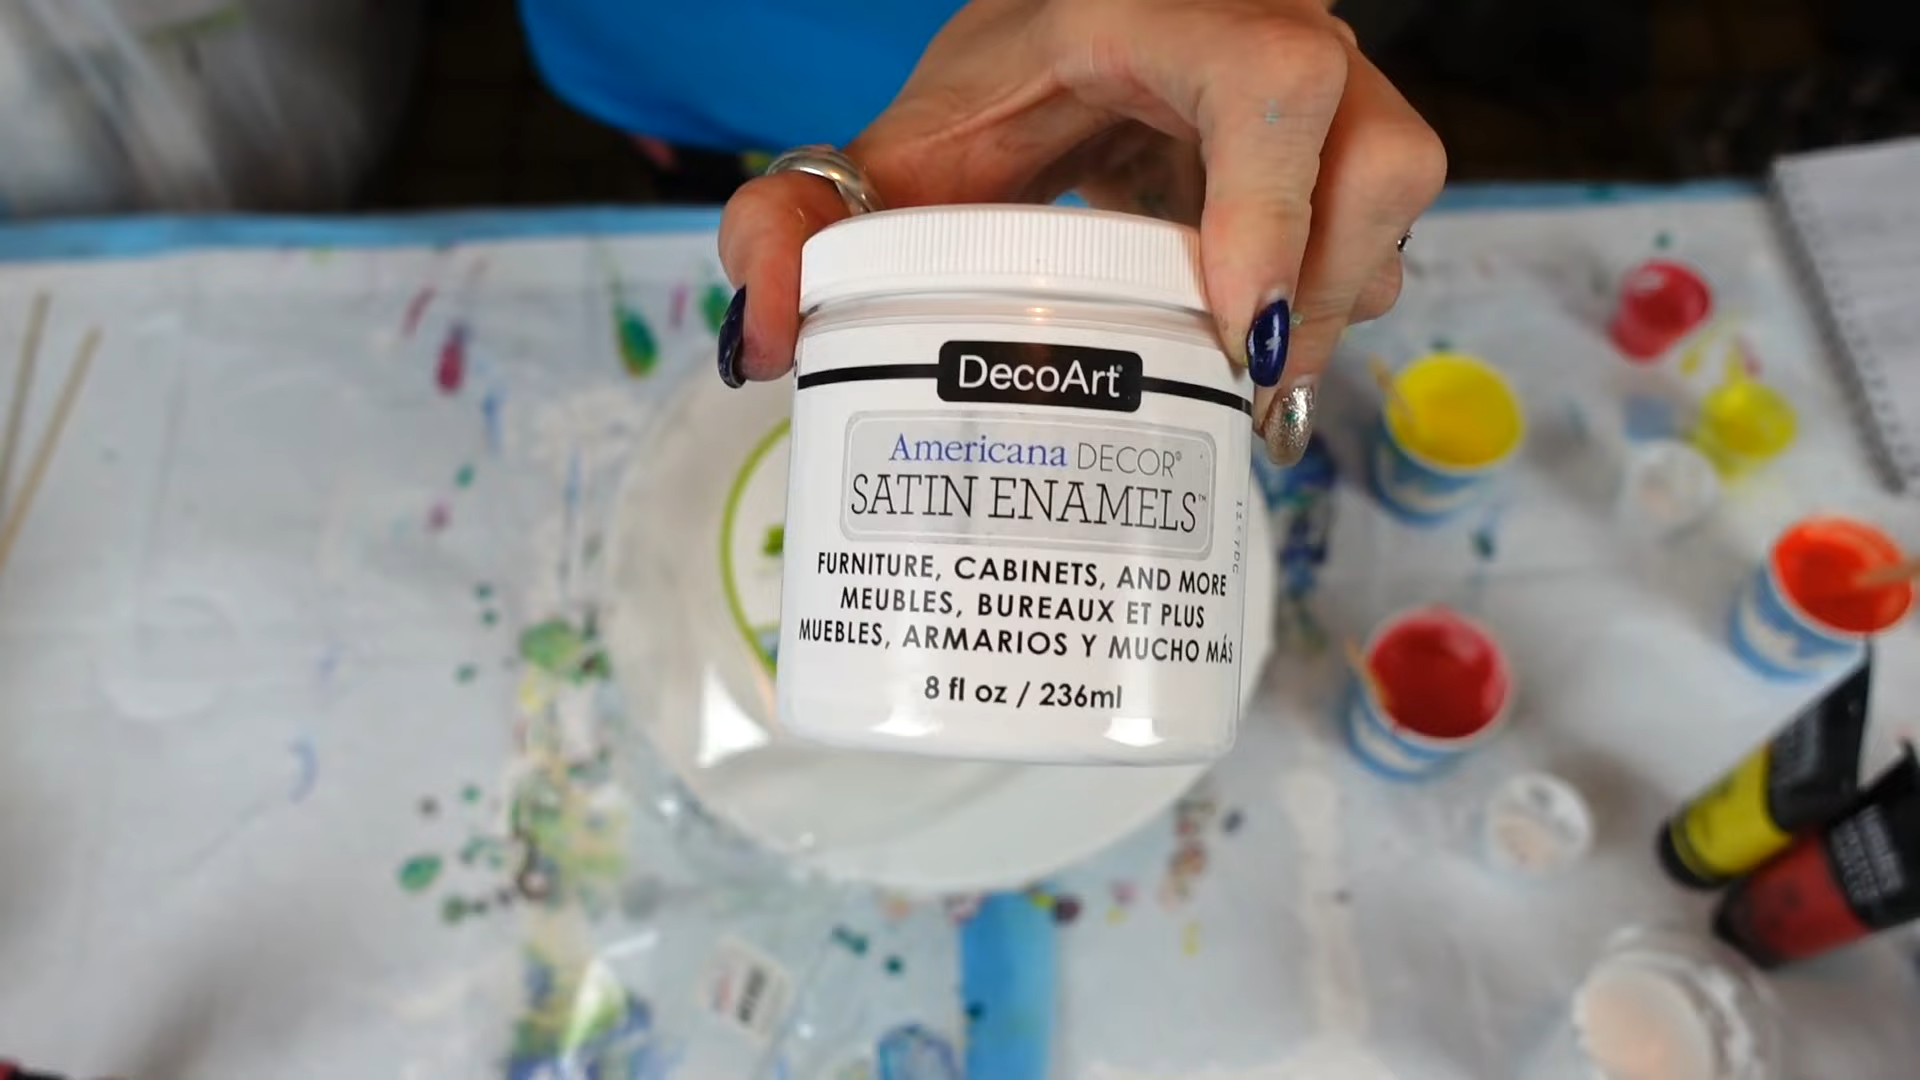 DecoArt®
Americana DECOR®
SATIN ENAMELS™
FURNITURE, CABINETS, AND MORE
MEUBLES, BUREAUX ET PLUS
MUEBLES, ARMARIOS Y MUCHO MÁS
8 fl oz / 236ml